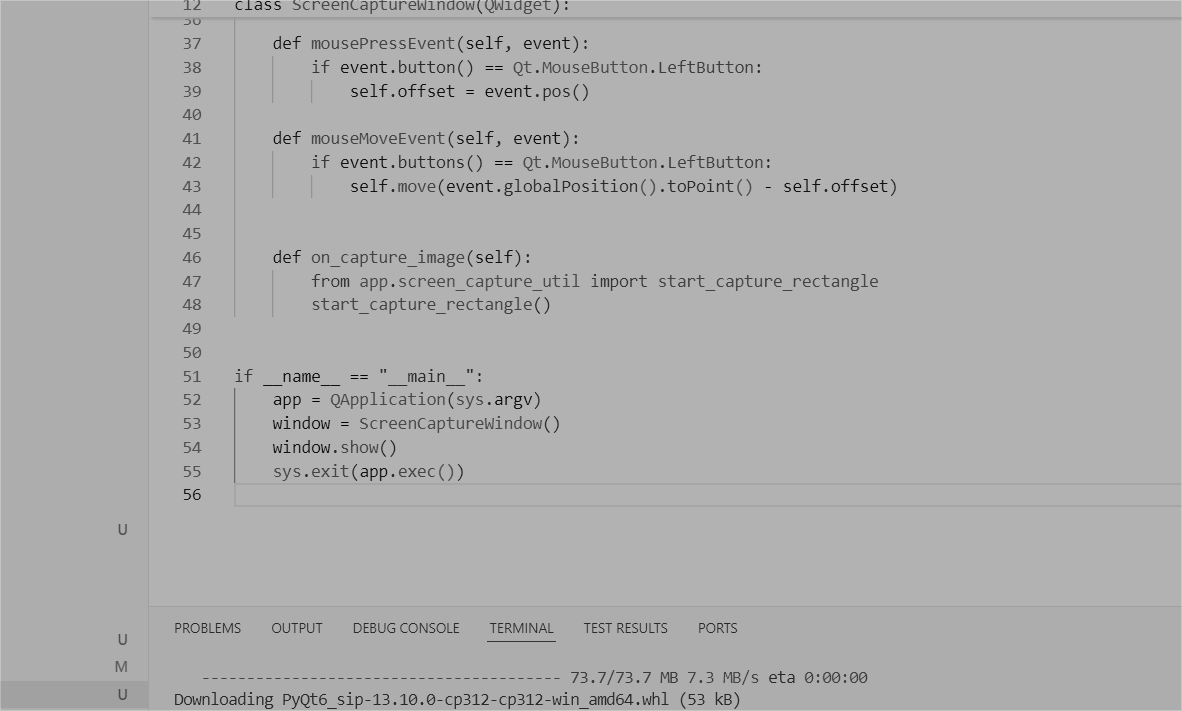 12 class ScreenCaptureWindow(QWidget):
36
37 def mousePressEvent(self, event):
38 if event.button() == Qt.MouseButton.LeftButton:
39 self.offset = event.pos()
40
41 def mouseMoveEvent(self, event):
42 if event.buttons() == Qt.MouseButton.LeftButton:
43 self.move(event.globalPosition().toPoint() - self.offset)
44
45
46 def on_capture_image(self):
47 from app.screen_capture_util import start_capture_rectangle
48 start_capture_rectangle()
49
50
51 if __name__ == "__main__":
52 app = QApplication(sys.argv)
53 window = ScreenCaptureWindow()
54 window.show()
55 sys.exit(app.exec())
56
U
PROBLEMS OUTPUT DEBUG CONSOLE TERMINAL TEST RESULTS PORTS
U
M
---------------------------------------- 73.7/73.7 MB 7.3 MB/s eta 0:00:00
U
Downloading PyQt6_sip-13.10.0-cp312-cp312-win_amd64.whl (53 kB)